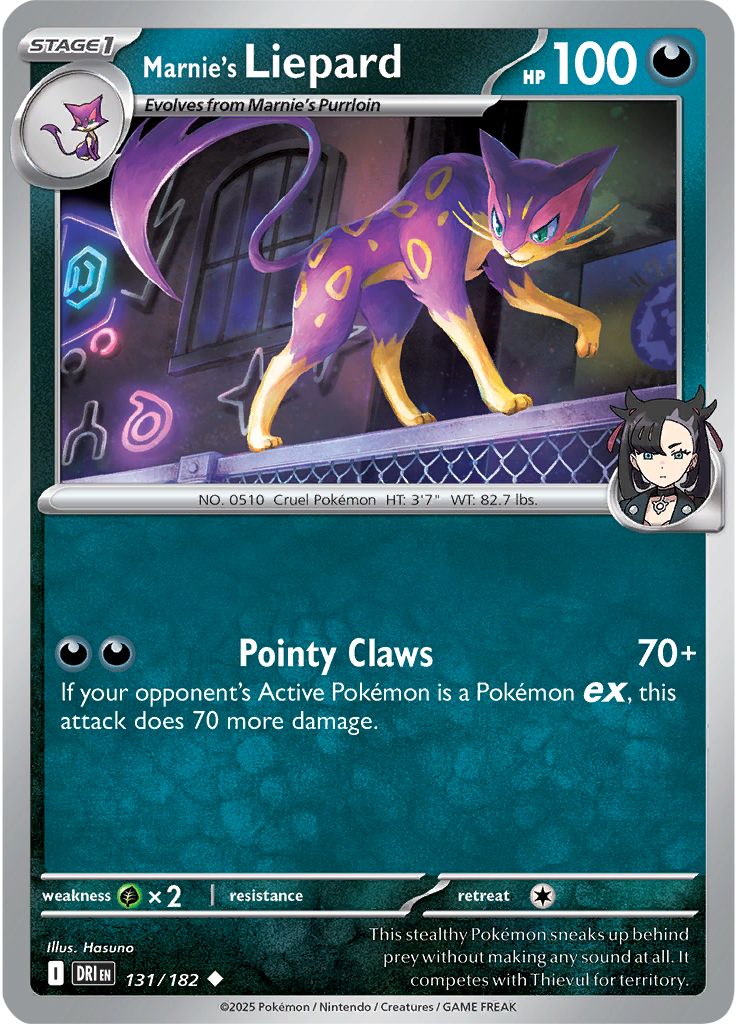 STAGE1
Marnie's Liepard HP 100
Evolves from Marnie's Purrloin
NO. 0510 Cruel Pokémon HT: 3'7" WT: 82.7 lbs.
Pointy Claws 70+
If your opponent's Active Pokémon is a Pokémon ex, this
attack does 70 more damage.
weakness ×2 | resistance retreat
Illus. Hasuno
This stealthy Pokémon sneaks up behind
prey without making any sound at all. It
competes with Thievul for territory.
I DRI EN 131/182
©2025 Pokémon / Nintendo / Creatures / GAME FREAK